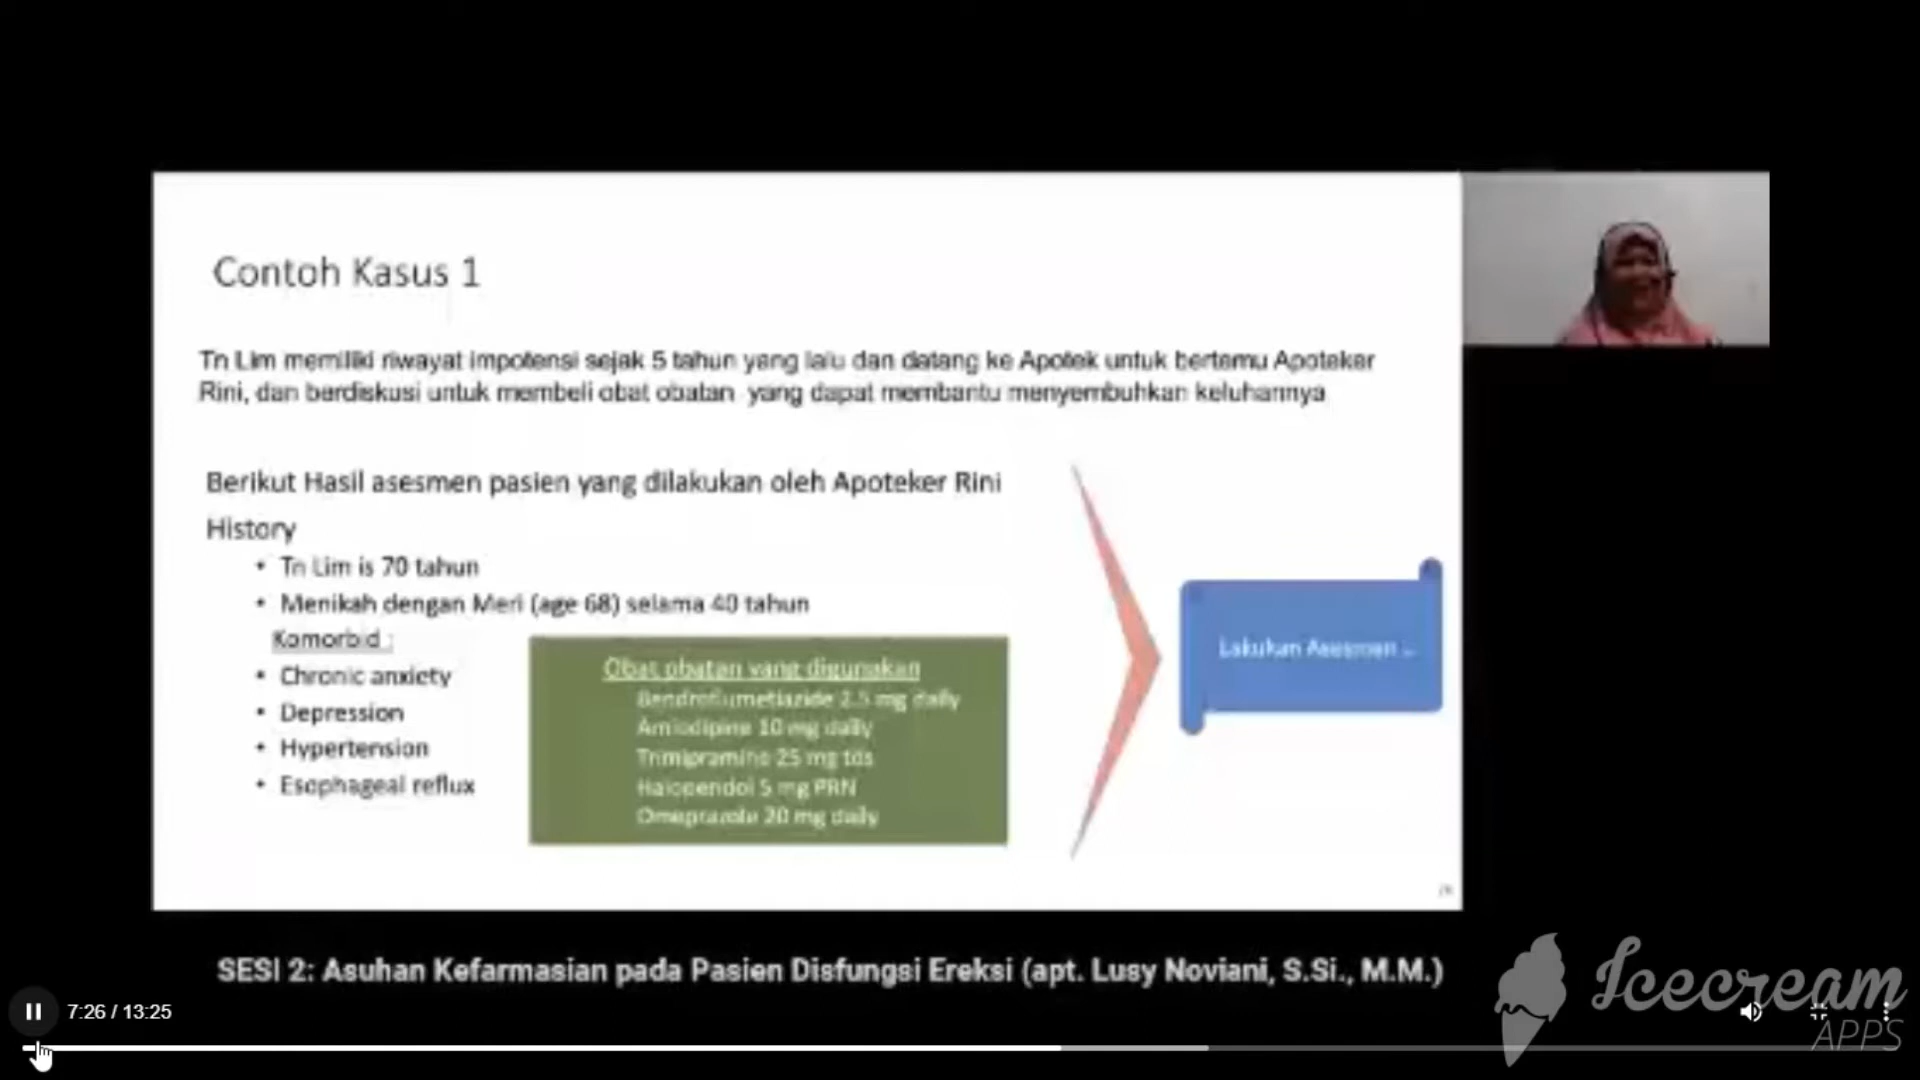 Contoh Kasus 1
Tn Lim memiliki riwayat impotensi sejak 5 tahun yang lalu dan datang ke Apotek untuk bertemu Apoteker
Rini, dan berdiskusi untuk membeli obat obatan yang dapat membantu menyembuhkan keluhannya
Berikut Hasil asesmen pasien yang dilakukan oleh Apoteker Rini
History
• Tn Lim is 70 tahun
• Menikah dengan Meri (age 68) selama 40 tahun
Komorbid :
• Chronic anxiety
• Depression
• Hypertension
• Esophageal reflux
Obat obatan yang digunakan
Bendroflumetiazide 2.5 mg daily
Amlodipine 10 mg daily
Trimipramine 25 mg tds
5 mg PRN
Omeprazole 20 mg daily
Lakukan Asesmen
SESI 2: Asuhan Kefarmasian pada Pasien Disfungsi Ereksi (apt. Lusy Noviani, S.Si., M.M.)
7:26 / 13:25
Icecream
APPS